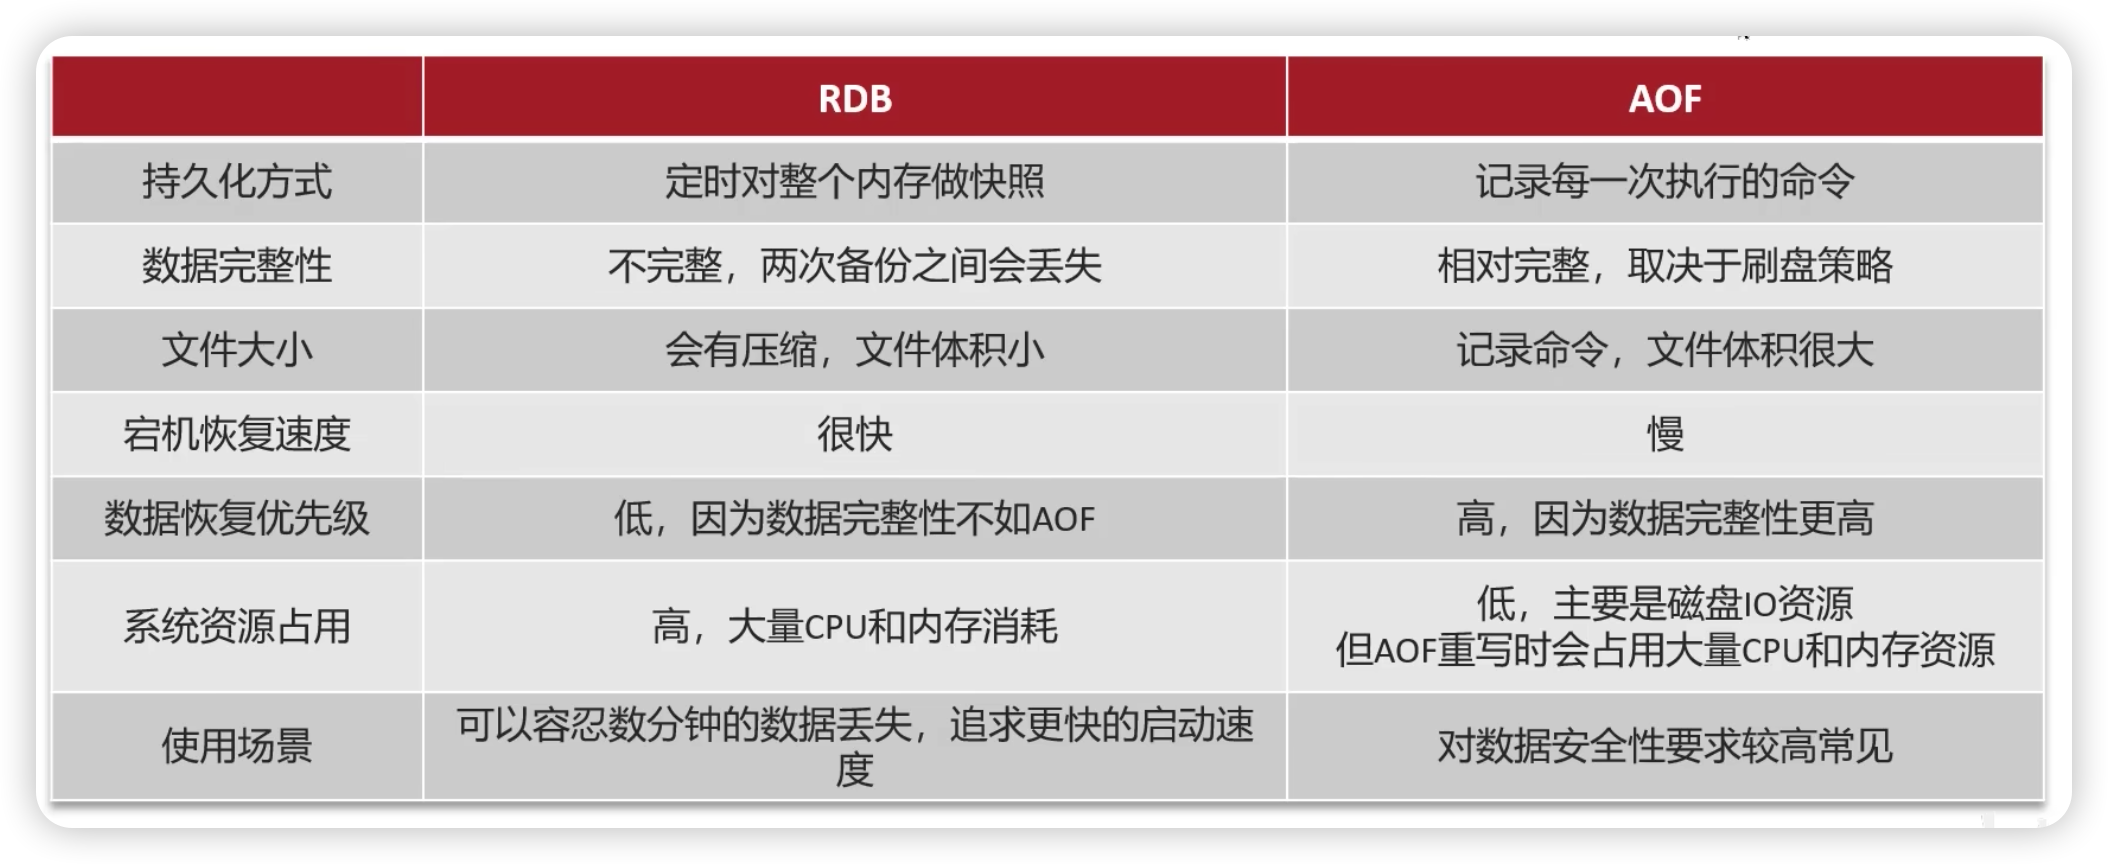 RDB
AOF
持久化方式
定时对整个内存做快照
记录每一次执行的命令
数据完整性
不完整，两次备份之间会丢失
相对完整，取决于刷盘策略
文件大小
会有压缩，文件体积小
记录命令，文件体积很大
宕机恢复速度
很快
慢
数据恢复优先级
低，因为数据完整性不如AOF
高，因为数据完整性更高
系统资源占用
高，大量CPU和内存消耗
低，主要是磁盘IO资源
但AOF重写时会占用大量CPU和内存资源
使用场景
可以容忍数分钟的数据丢失，追求更快的启动速
度
对数据安全性要求较高常见